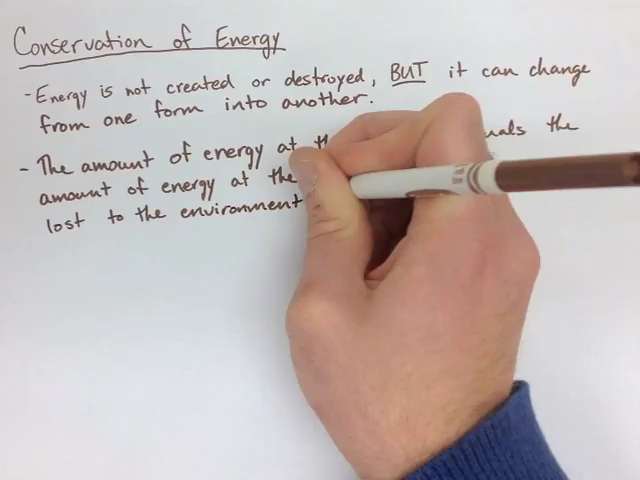 Conservation of Energy
- Energy is not created or destroyed, BUT it can change
from one form into another.
- The amount of energy at the
amount of energy at the
lost to the environment